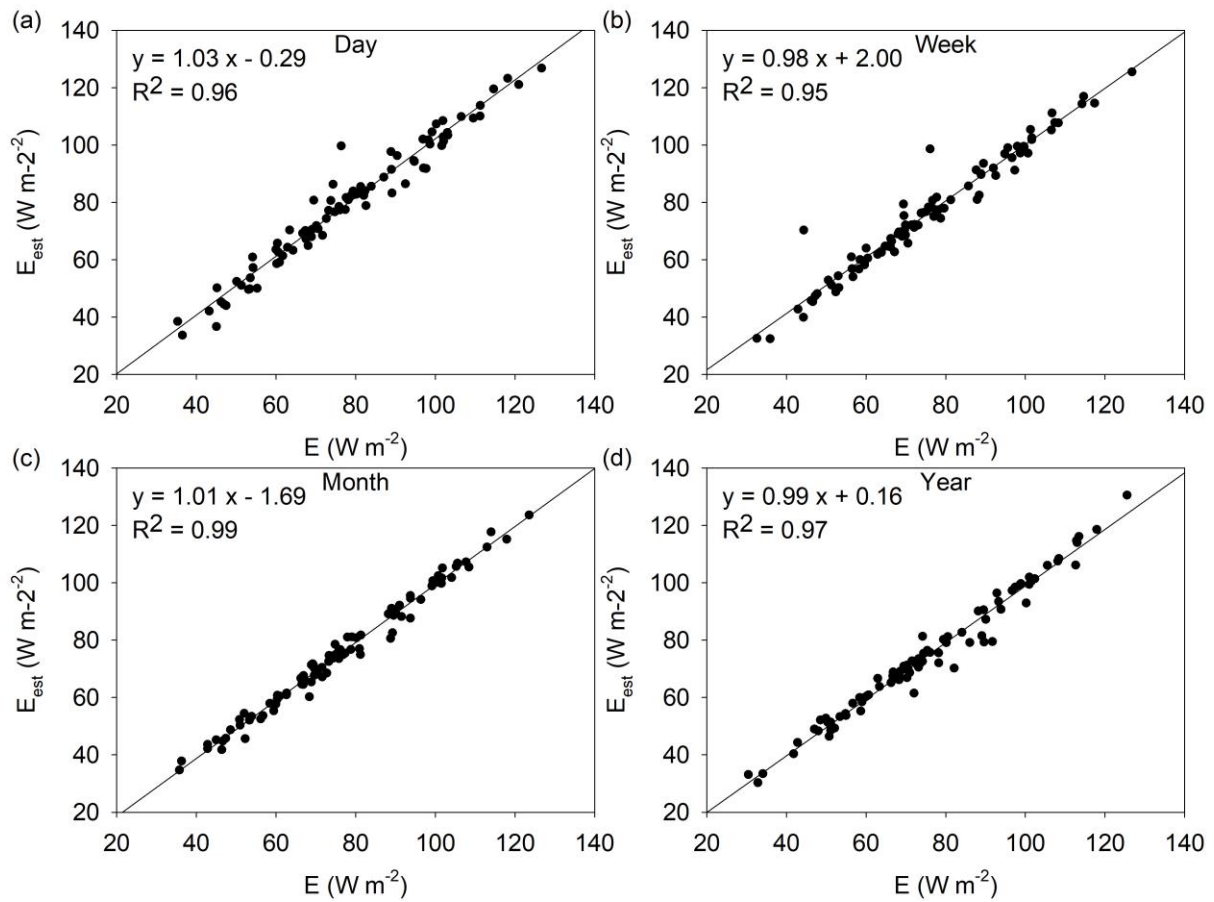 (a)
Day
y = 1.03 x - 0.29
R² = 0.96
E_est (W m-2⁻²)
140
120
100
80
60
40
20
20 40 60 80 100 120 140
E (W m⁻²)
(b)
Week
y = 0.98 x + 2.00
R² = 0.95
E_est (W m-2⁻²)
140
120
100
80
60
40
20
20 40 60 80 100 120 140
E (W m⁻²)
(c)
Month
y = 1.01 x - 1.69
R² = 0.99
E_est (W m-2⁻²)
140
120
100
80
60
40
20
20 40 60 80 100 120 140
E (W m⁻²)
(d)
Year
y = 0.99 x + 0.16
R² = 0.97
E_est (W m-2⁻²)
140
120
100
80
60
40
20
20 40 60 80 100 120 140
E (W m⁻²)